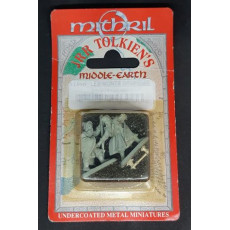 mithril
J.R.R. TOLKIEN'S
MIDDLE-EARTH
UNDERCOATED METAL MINIATURES